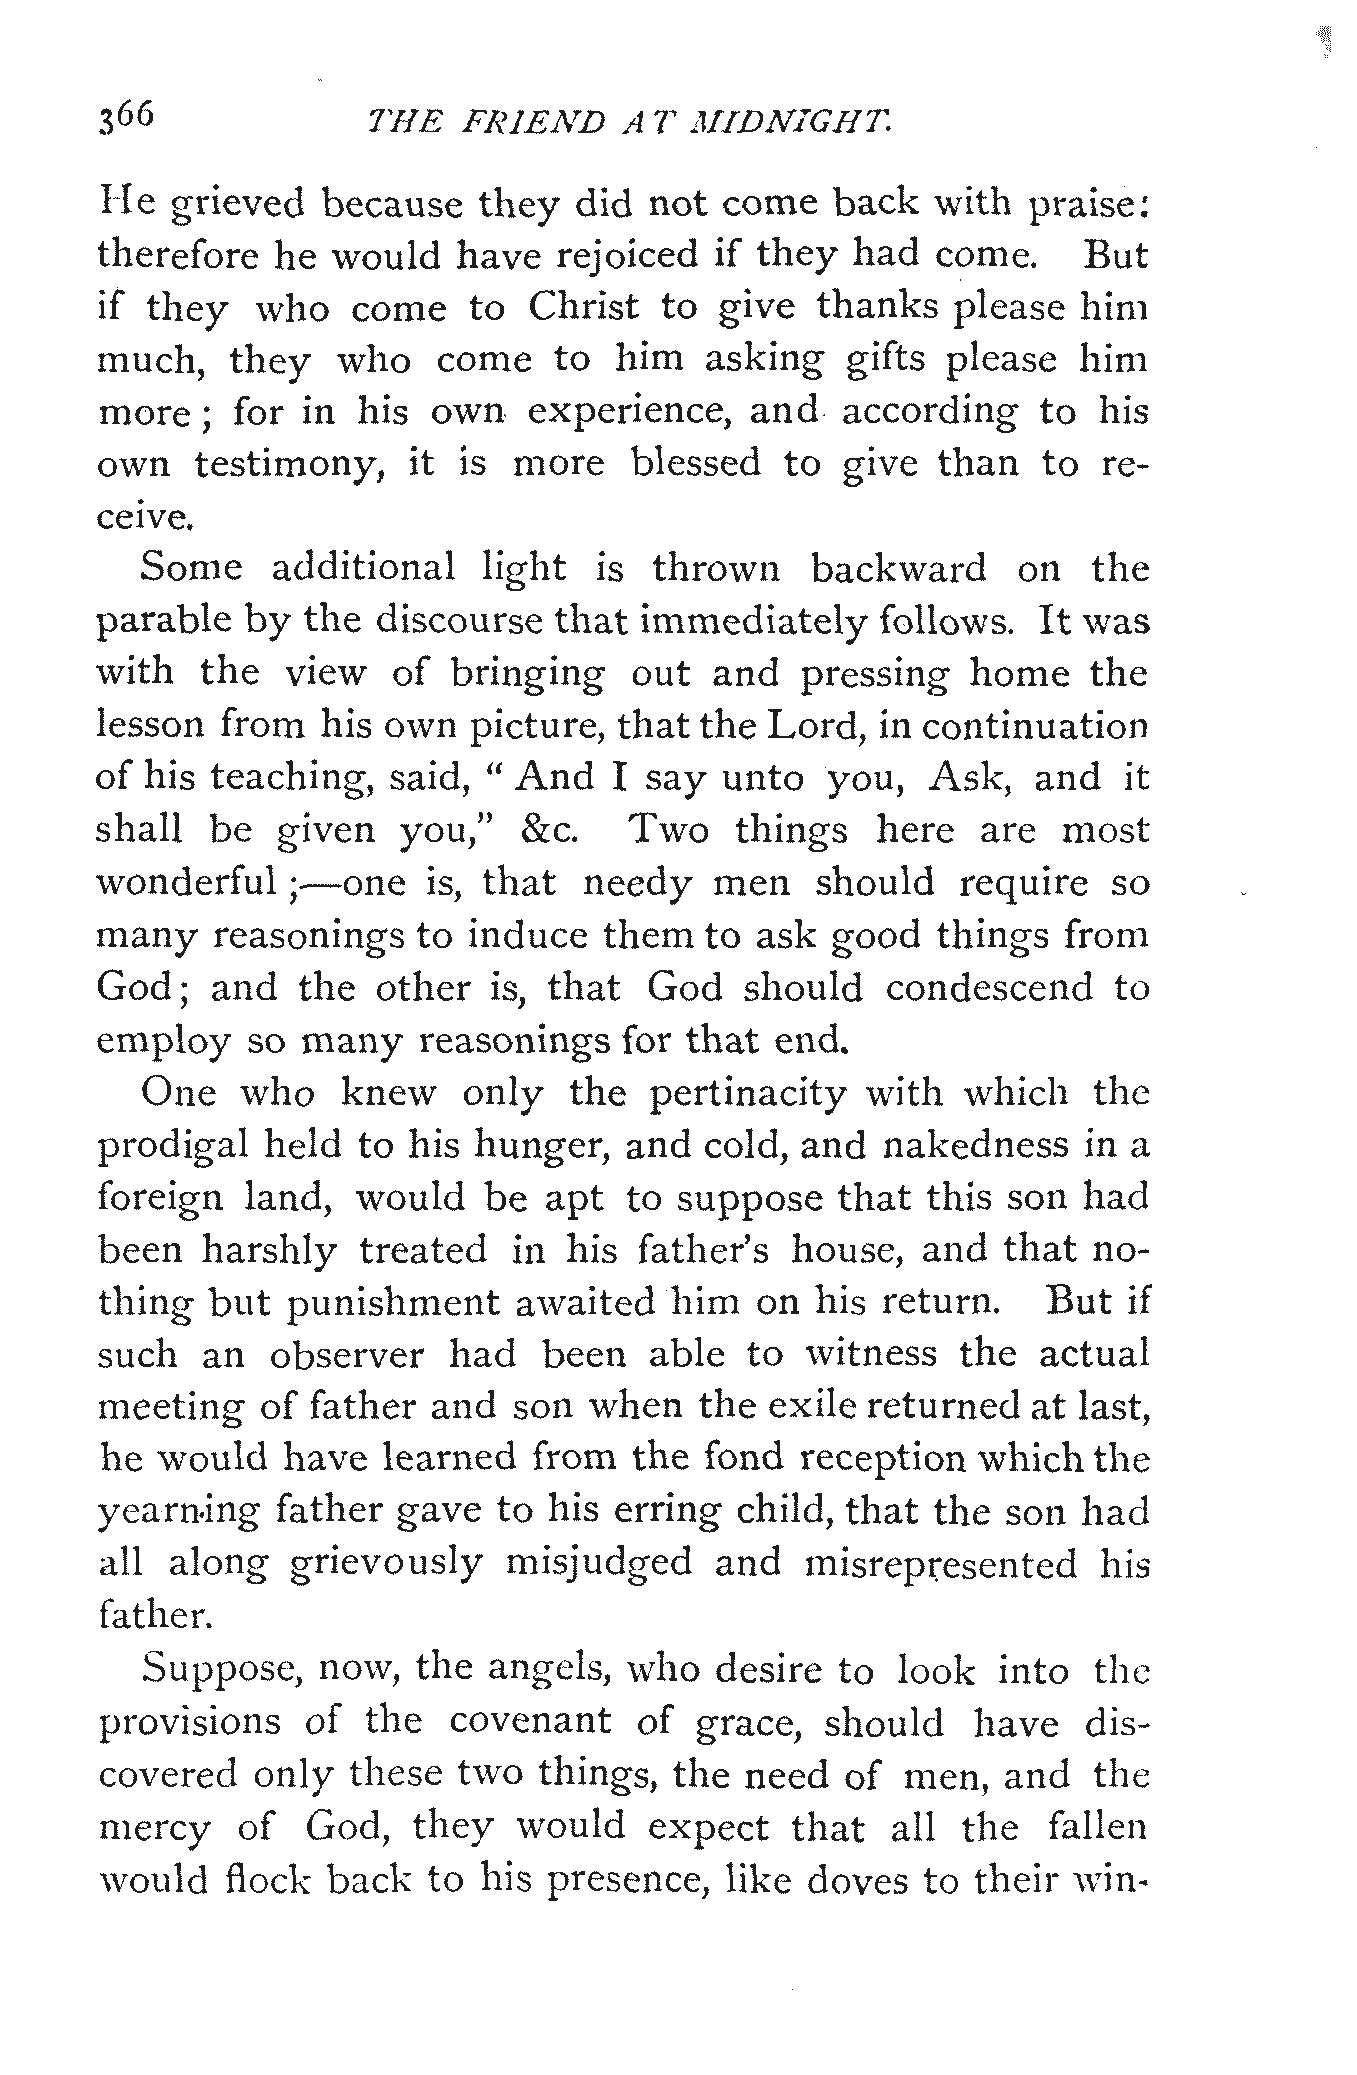 366 THE FRIEND AT MIDNIGHT.
He grieved because they did not come back with praise:
therefore he would have rejoiced if they had come. But
if they who come to Christ to give thanks please him
much, they who come to him asking gifts please him
more; for in his own experience, and according to his
own testimony, it is more blessed to give than to re-
ceive.
Some additional light is thrown backward on the
parable by the discourse that immediately follows. It was
with the view of bringing out and pressing home the
lesson from his own picture, that the Lord, in continuation
of his teaching, said, “And I say unto you, Ask, and it
shall be given you,” &c. Two things here are most
wonderful;—one is, that needy men should require so
many reasonings to induce them to ask good things from
God; and the other is, that God should condescend to
employ so many reasonings for that end.
One who knew only the pertinacity with which the
prodigal held to his hunger, and cold, and nakedness in a
foreign land, would be apt to suppose that this son had
been harshly treated in his father’s house, and that no-
thing but punishment awaited him on his return. But if
such an observer had been able to witness the actual
meeting of father and son when the exile returned at last,
he would have learned from the fond reception which the
yearning father gave to his erring child, that the son had
all along grievously misjudged and misrepresented his
father.
Suppose, now, the angels, who desire to look into the
provisions of the covenant of grace, should have dis-
covered only these two things, the need of men, and the
mercy of God, they would expect that all the fallen
would flock back to his presence, like doves to their win-